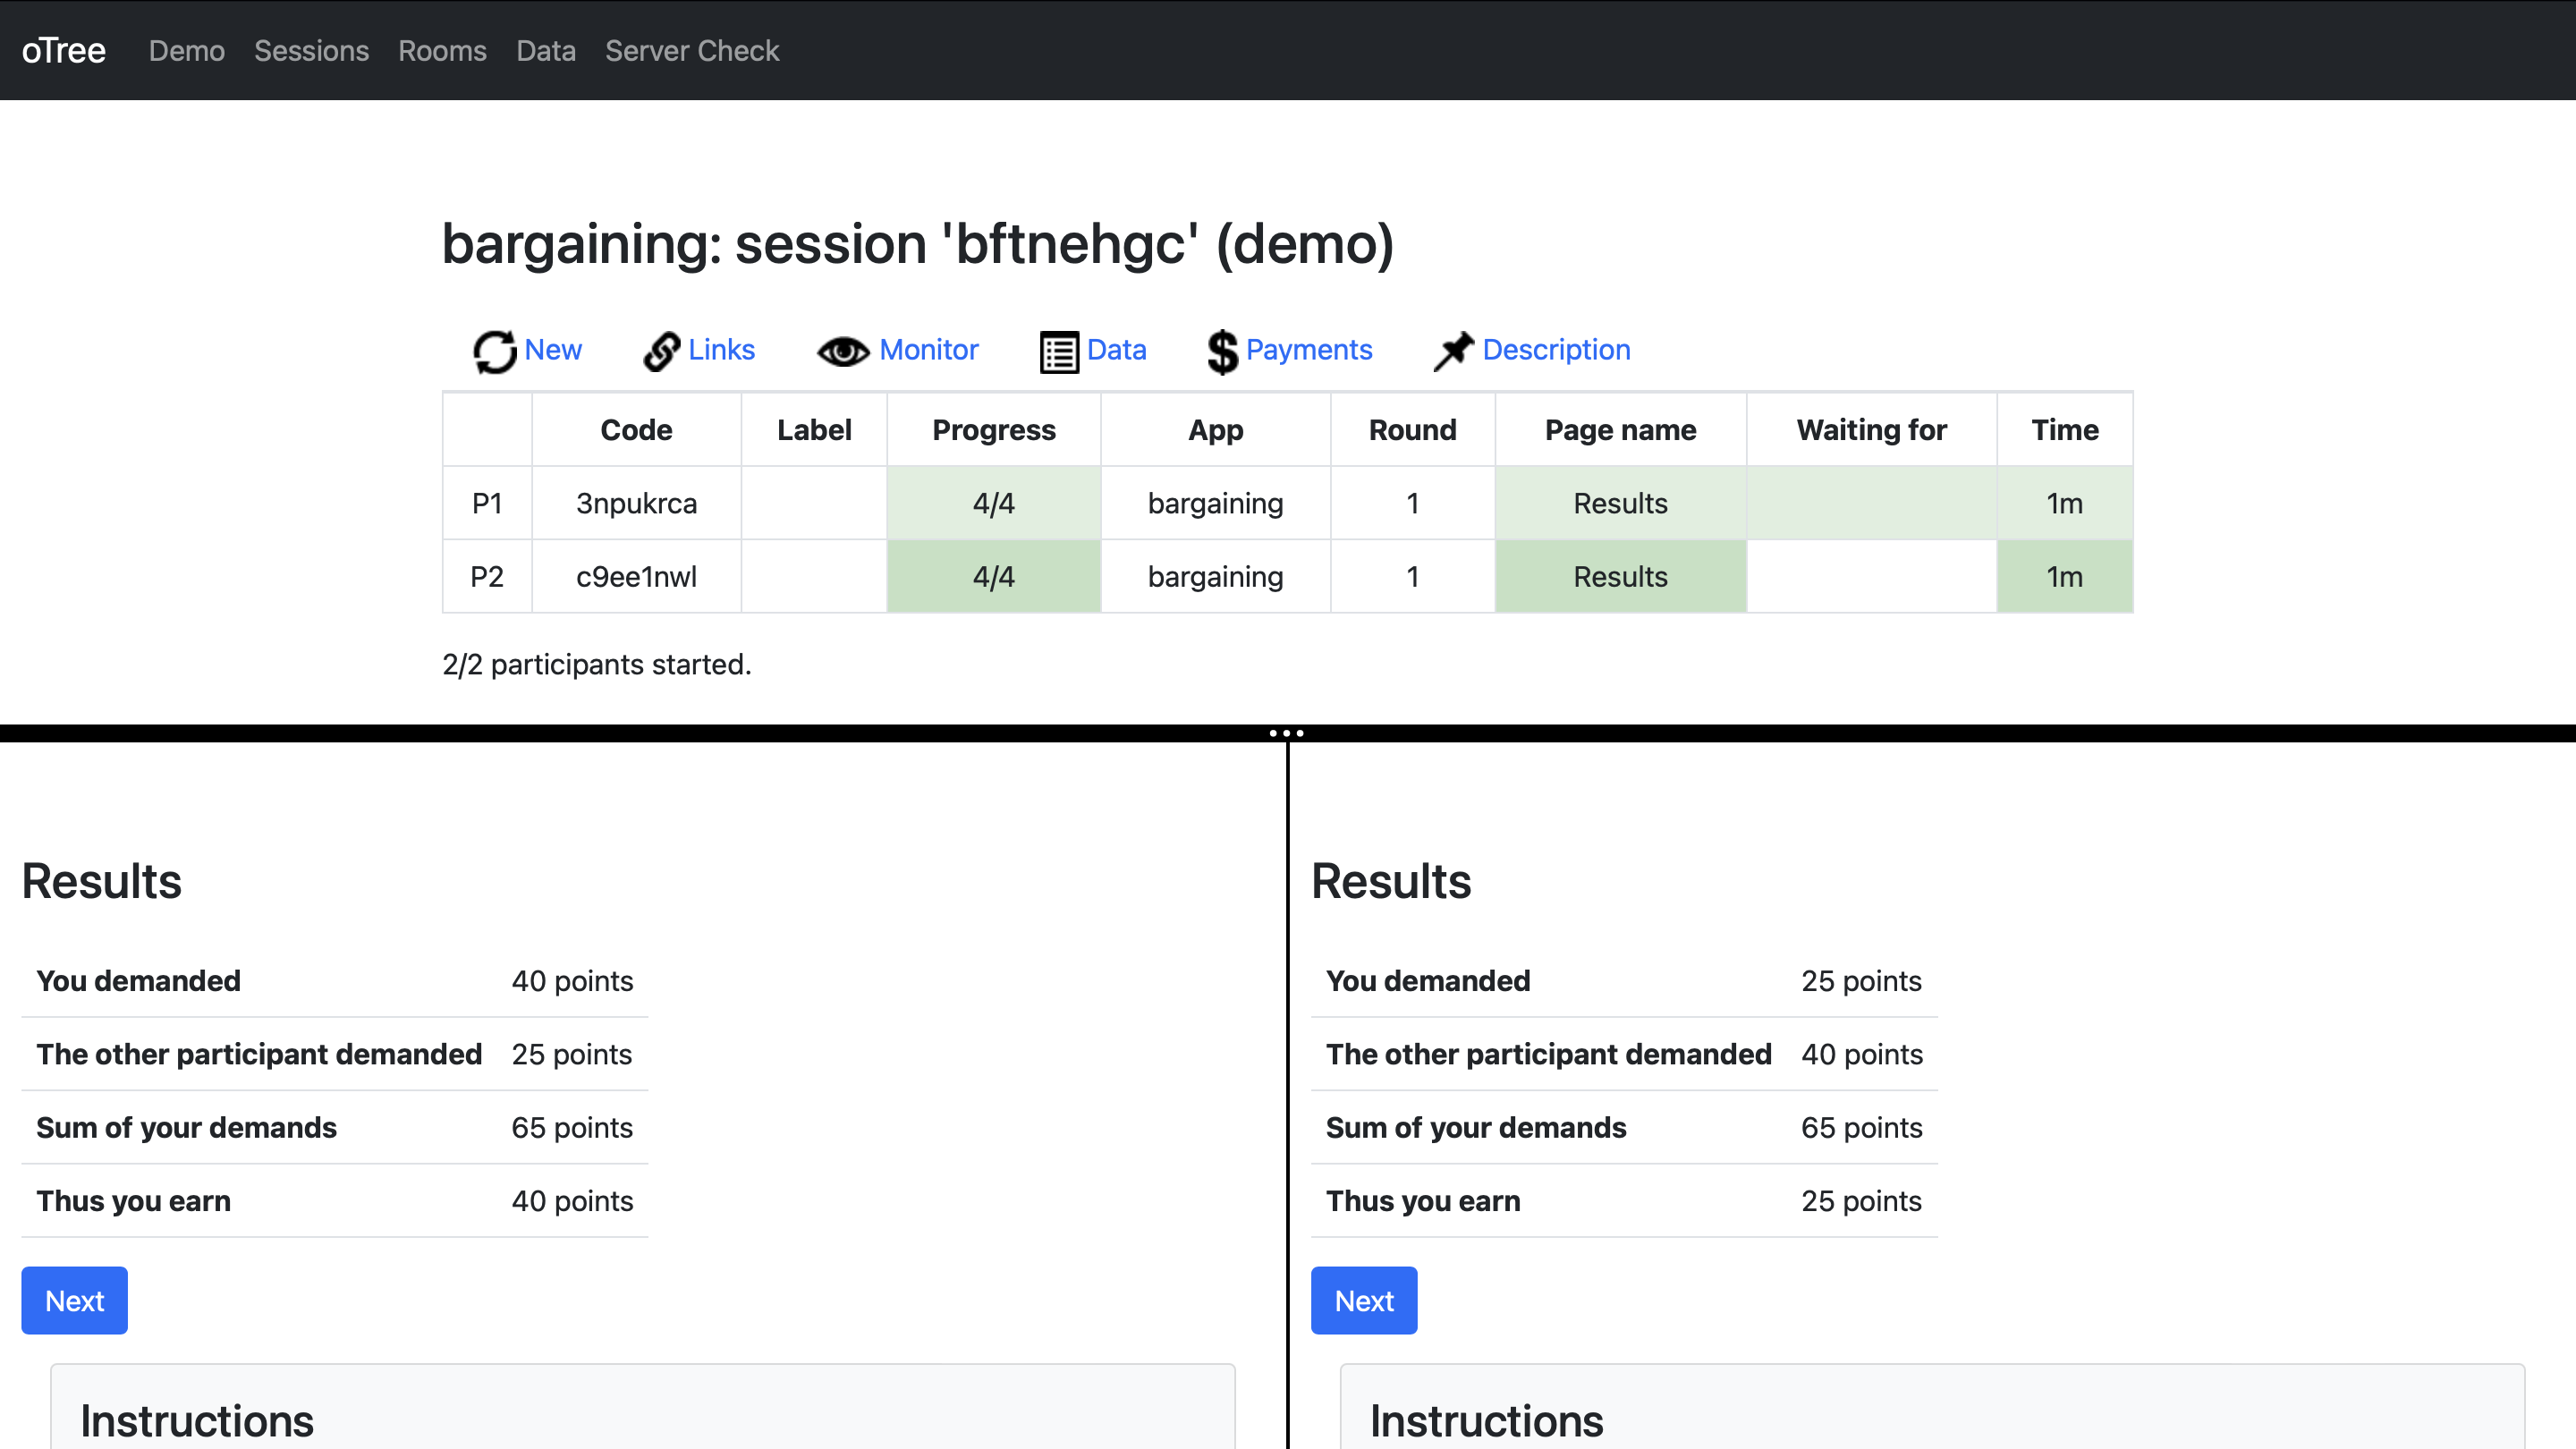 oTree Demo Sessions Rooms Data Server Check
bargaining: session 'bftnehgc' (demo)
New Links Monitor Data $ Payments Description
Code Label Progress App Round Page name Waiting for Time
P1 3npukrca 4/4 bargaining 1 Results 1m
P2 c9ee1nwl 4/4 bargaining 1 Results 1m
2/2 participants started.
Results
You demanded 40 points
The other participant demanded 25 points
Sum of your demands 65 points
Thus you earn 40 points
Next
Instructions
Results
You demanded 25 points
The other participant demanded 40 points
Sum of your demands 65 points
Thus you earn 25 points
Next
Instructions